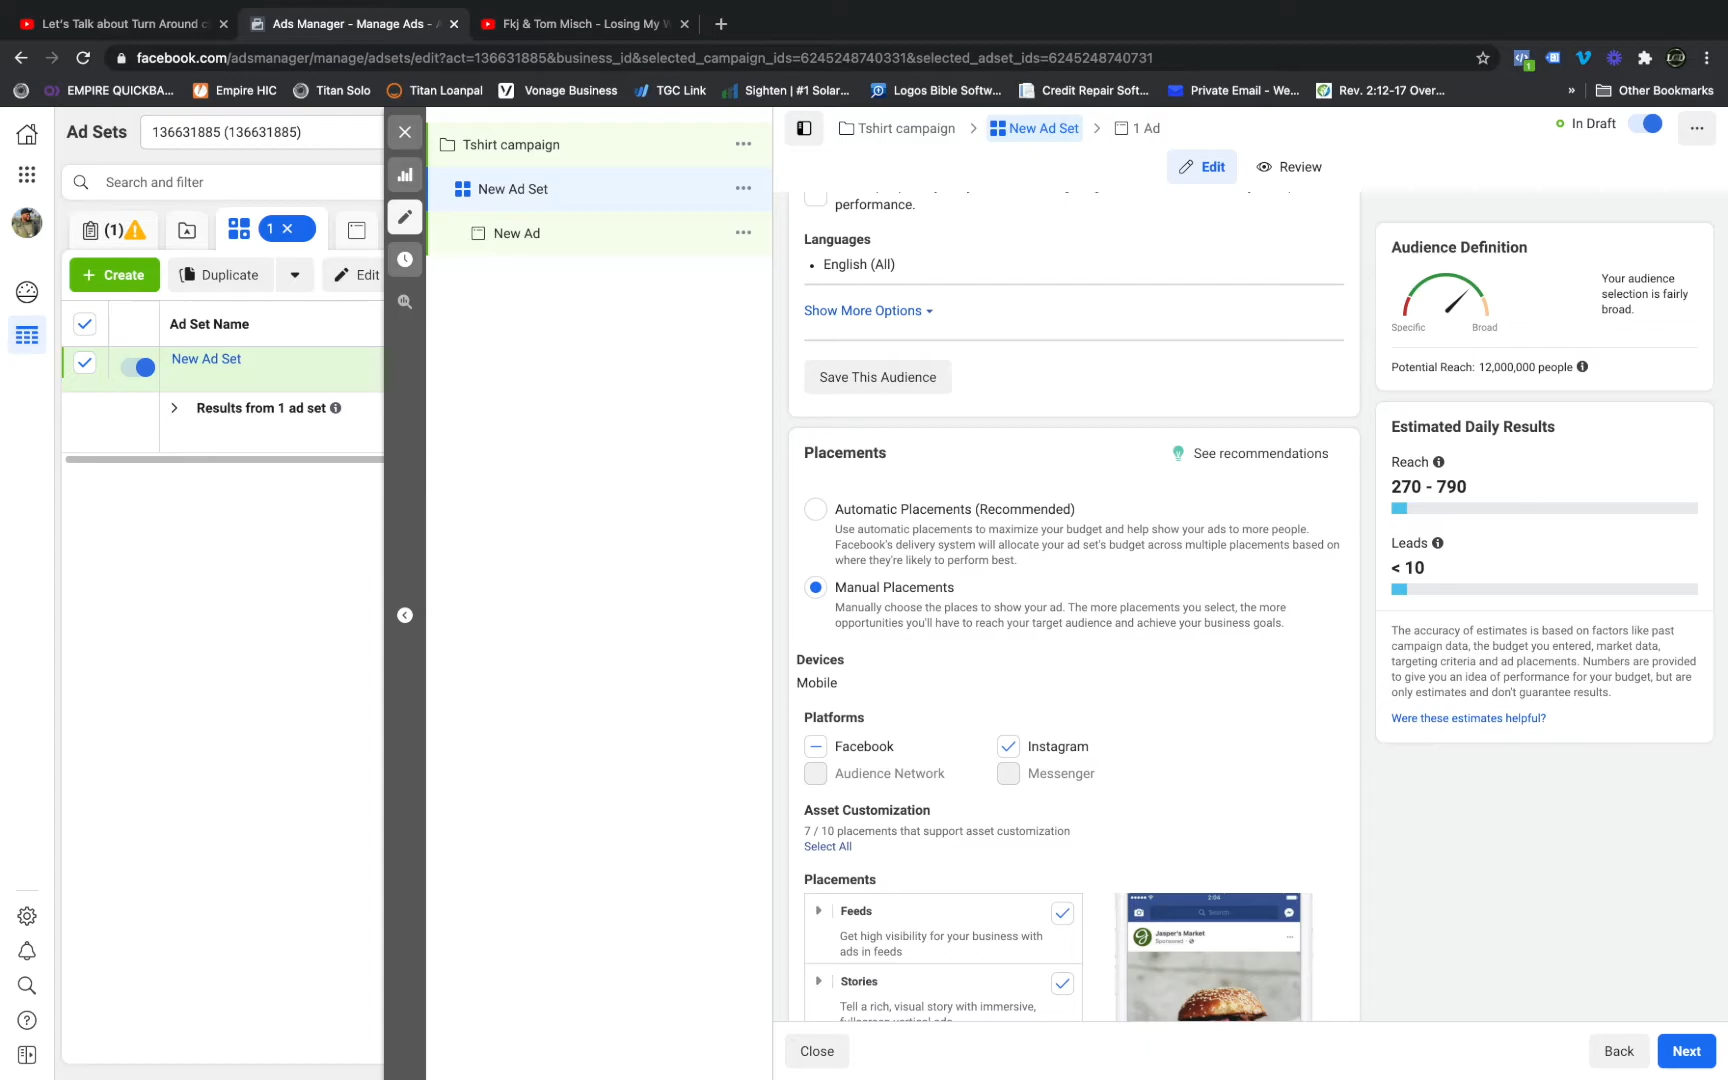 Let's Talk about Turn Around
Ads Manager - Manage Ads -
Fkj & Tom Misch - Losing My
facebook.com/adsmanager/manage/adsets/edit?act=136631885&business_id&selected_campaign_ids=6245248740331&selected_adset_ids=6245248740731
1
EMPIRE QUICKBA...
Empire HIC
Titan Solo
Titan Loanpal
Vonage Business
TGC Link
Sighten | #1 Solar...
Logos Bible Softw...
Credit Repair Soft...
Private Email - We...
Rev. 2:12-17 Over...
»
Other Bookmarks
Ad Sets
136631885 (136631885)
Search and filter
(1)
1
Create
Duplicate
Edit
Ad Set Name
New Ad Set
Results from 1 ad set
Tshirt campaign
New Ad Set
New Ad
Tshirt campaign
New Ad Set
1 Ad
In Draft
Edit
Review
performance.
Languages
• English (All)
Show More Options
Save This Audience
Placements
See recommendations
Automatic Placements (Recommended)
Use automatic placements to maximize your budget and help show your ads to more people.
Facebook's delivery system will allocate your ad set's budget across multiple placements based on
where they're likely to perform best.
Manual Placements
Manually choose the places to show your ad. The more placements you select, the more
opportunities you'll have to reach your target audience and achieve your business goals.
Devices
Mobile
Platforms
Facebook
Instagram
Audience Network
Messenger
Asset Customization
7 / 10 placements that support asset customization
Select All
Placements
Feeds
Get high visibility for your business with
ads in feeds
Stories
Tell a rich, visual story with immersive,
fullscreen vertical ads
2:04
Search
Jasper's Market
Sponsored
Audience Definition
Your audience
selection is fairly
broad.
Specific
Broad
Potential Reach: 12,000,000 people
Estimated Daily Results
Reach
270 - 790
Leads
< 10
The accuracy of estimates is based on factors like past
campaign data, the budget you entered, market data,
targeting criteria and ad placements. Numbers are provided
to give you an idea of performance for your budget, but are
only estimates and don't guarantee results.
Were these estimates helpful?
Close
Back
Next